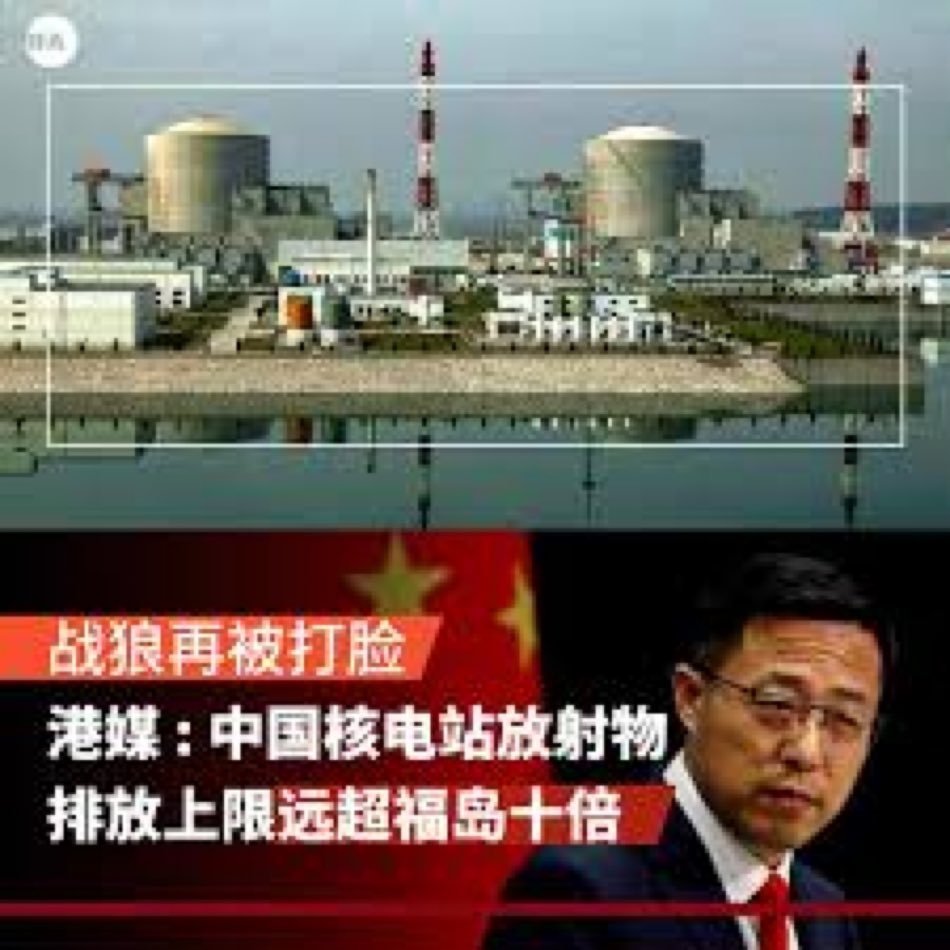 战狼再被打脸
港媒：中国核电站放射物
排放上限远超福岛十倍